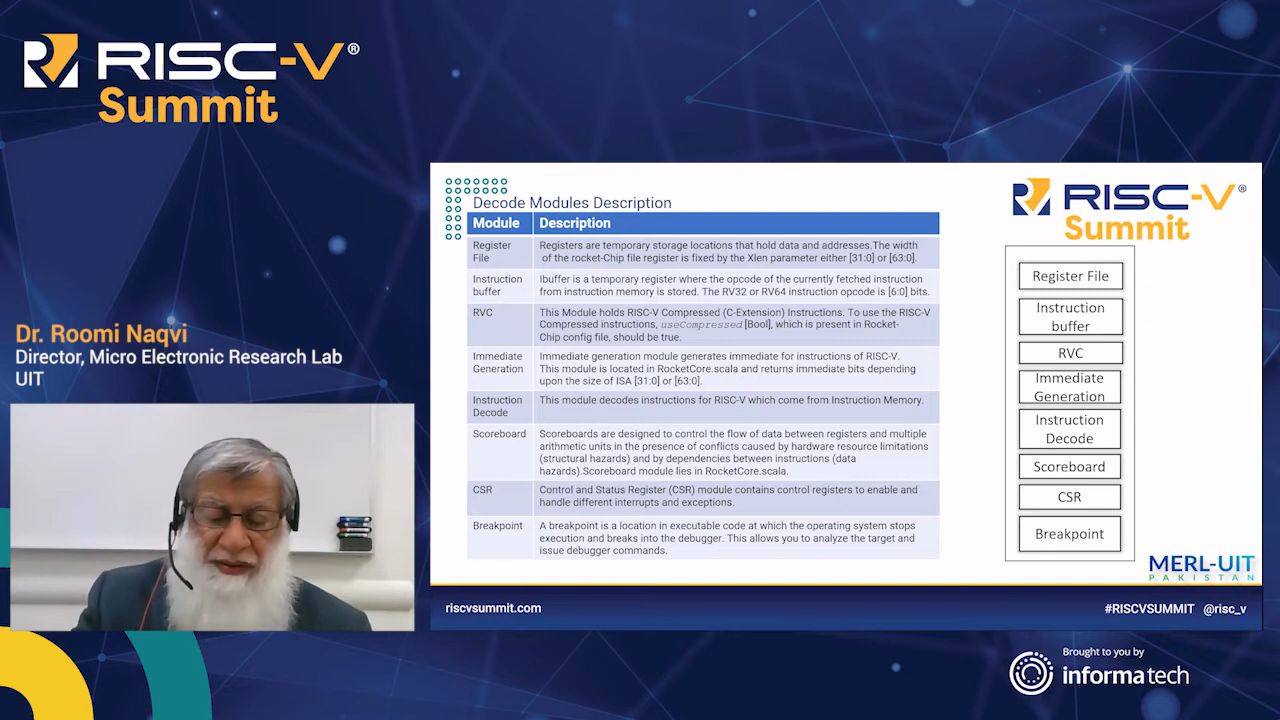 RISC-V®
Summit
Dr. Roomi Naqvi
Director, Micro Electronic Research Lab
UIT
Decode Modules Description
Module Description
Register
File
Registers are temporary storage locations that hold data and addresses.The width
of the rocket-Chip file register is fixed by the Xlen parameter either [31:0] or [63:0].
Instruction
buffer
Ibuffer is a temporary register where the opcode of the currently fetched instruction
from instruction memory is stored. The RV32 or RV64 instruction opcode is [6:0] bits.
RVC
This Module holds RISC-V Compressed (C-Extension) Instructions. To use the RISC-V
Compressed instructions, useCompressed [Bool], which is present in Rocket-
Chip config file, should be true.
Immediate
Generation
Immediate generation module generates immediate for instructions of RISC-V.
This module is located in RocketCore.scala and returns immediate bits depending
upon the size of ISA [31:0] or [63:0].
Instruction
Decode
This module decodes instructions for RISC-V which come from Instruction Memory.
Scoreboard
Scoreboards are designed to control the flow of data between registers and multiple
arithmetic units in the presence of conflicts caused by hardware resource limitations
(structural hazards) and by dependencies between instructions (data
hazards).Scoreboard module lies in RocketCore.scala.
CSR
Control and Status Register (CSR) module contains control registers to enable and
handle different interrupts and exceptions.
Breakpoint
A breakpoint is a location in executable code at which the operating system stops
execution and breaks into the debugger. This allows you to analyze the target and
issue debugger commands.
RISC-V®
Summit
Register File
Instruction
buffer
RVC
Immediate
Generation
Instruction
Decode
Scoreboard
CSR
Breakpoint
MERL-UIT
PAKISTAN
riscvsummit.com
#RISCVSUMMIT @risc_v
Brought to you by
informa tech